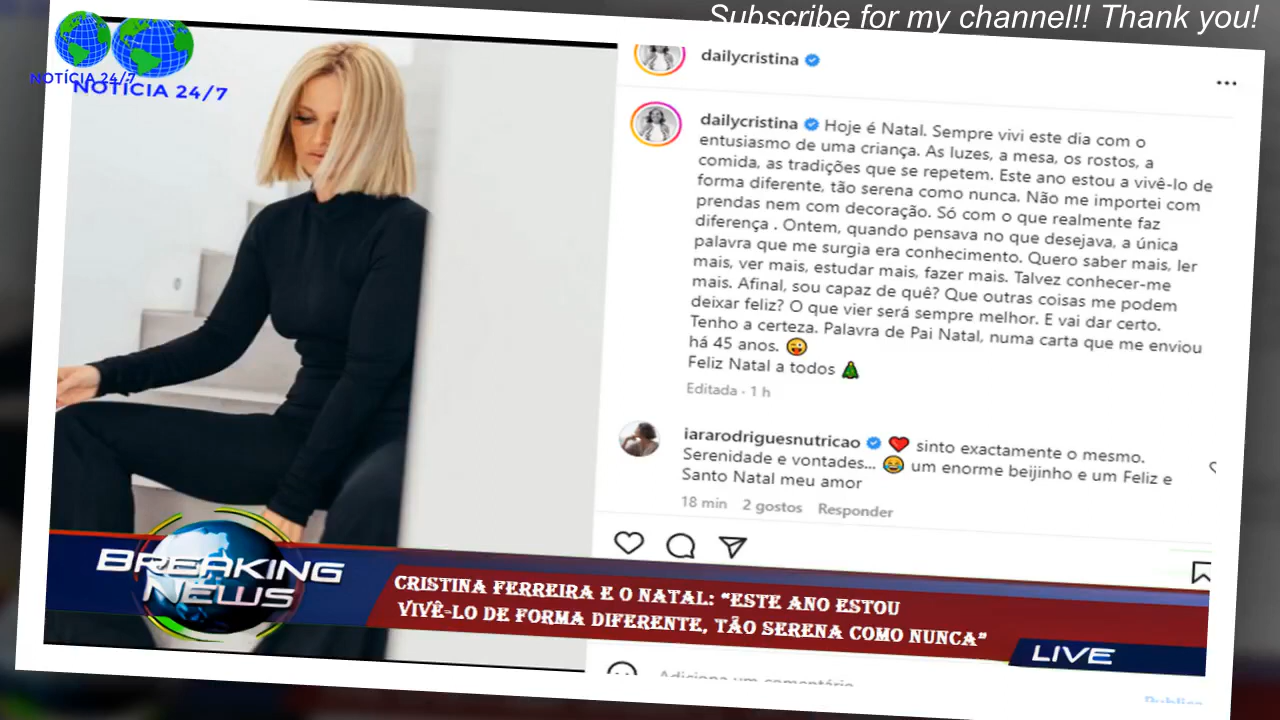 Subscribe for my channel!! Thank you!
NOTÍCIA 24/7
NOTÍCIA 24/7
dailycristina
dailycristina Hoje é Natal. Sempre vivi este dia com o
entusiasmo de uma criança. As luzes, a mesa, os rostos, a
comida, as tradições que se repetem. Este ano estou a vivê-lo de
forma diferente, tão serena como nunca. Não me importei com
prendas nem com decoração. Só com o que realmente faz
diferença . Ontem, quando pensava no que desejava, a única
palavra que me surgia era conhecimento. Quero saber mais, ler
mais, ver mais, estudar mais, fazer mais. Talvez conhecer-me
mais. Afinal, sou capaz de quê? Que outras coisas me podem
deixar feliz? O que vier será sempre melhor. E vai dar certo.
Tenho a certeza. Palavra de Pai Natal, numa carta que me enviou
há 45 anos. 😜
Feliz Natal a todos 🎄
Editada · 1 h
iararodriguesnutricao ❤️ sinto exactamente o mesmo.
Serenidade e vontades... 😂 um enorme beijinho e um Feliz e
Santo Natal meu amor
18 min 2 gostos Responder
BREAKING
NEWS
CRISTINA FERREIRA E O NATAL: “ESTE ANO ESTOU
VIVÊ-LO DE FORMA DIFERENTE, TÃO SERENA COMO NUNCA”
LIVE
Adiciona um comentário